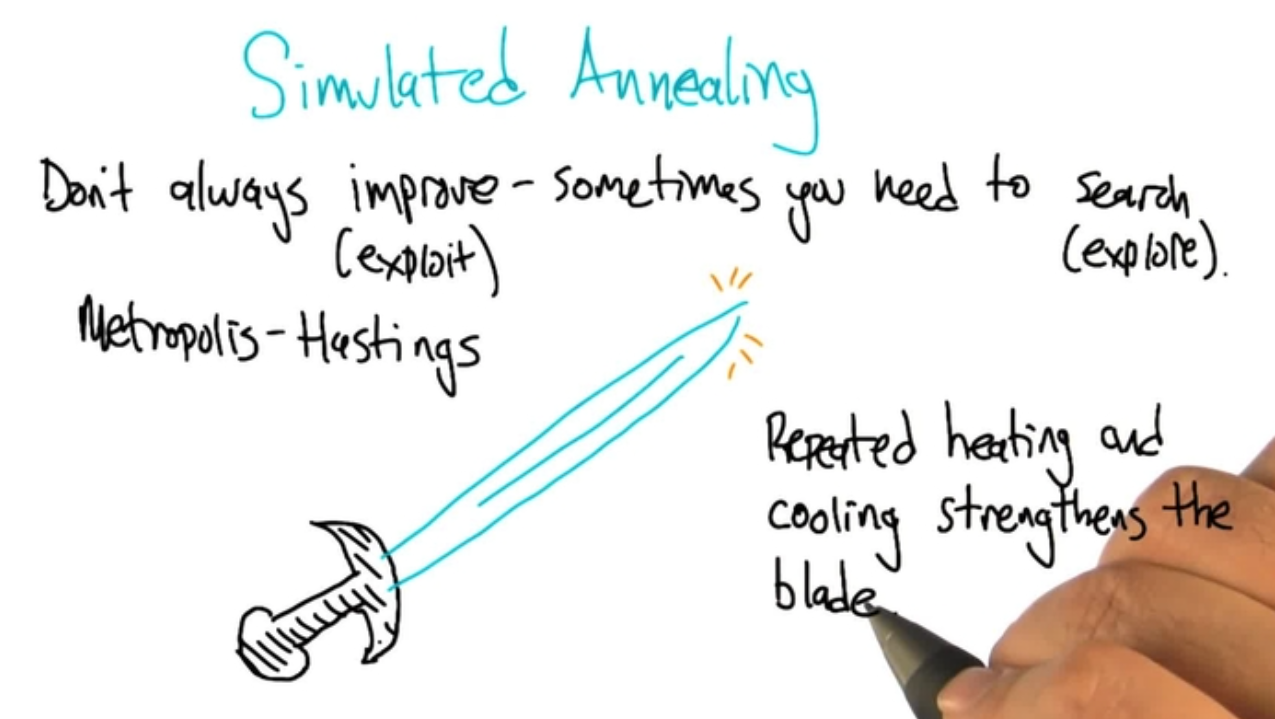 Simulated Annealing
Don't always improve - sometimes you need to search
(exploit)
(explore).
Metropolis-Hastings
Repeated heating and
cooling strengthens the
blade.